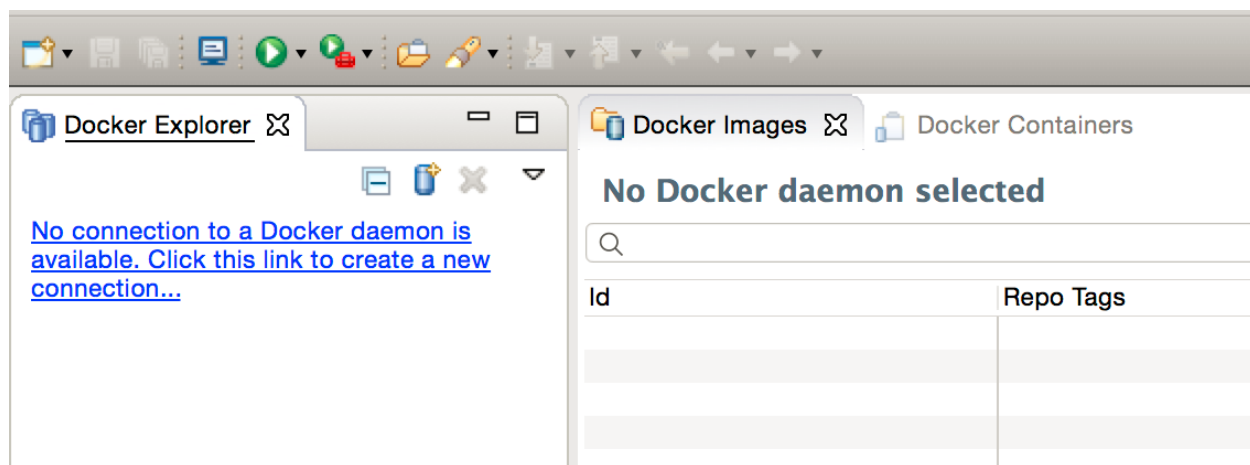 Docker Explorer
Docker Images
Docker Containers
No connection to a Docker daemon is
available. Click this link to create a new
connection...
No Docker daemon selected
Id
Repo Tags